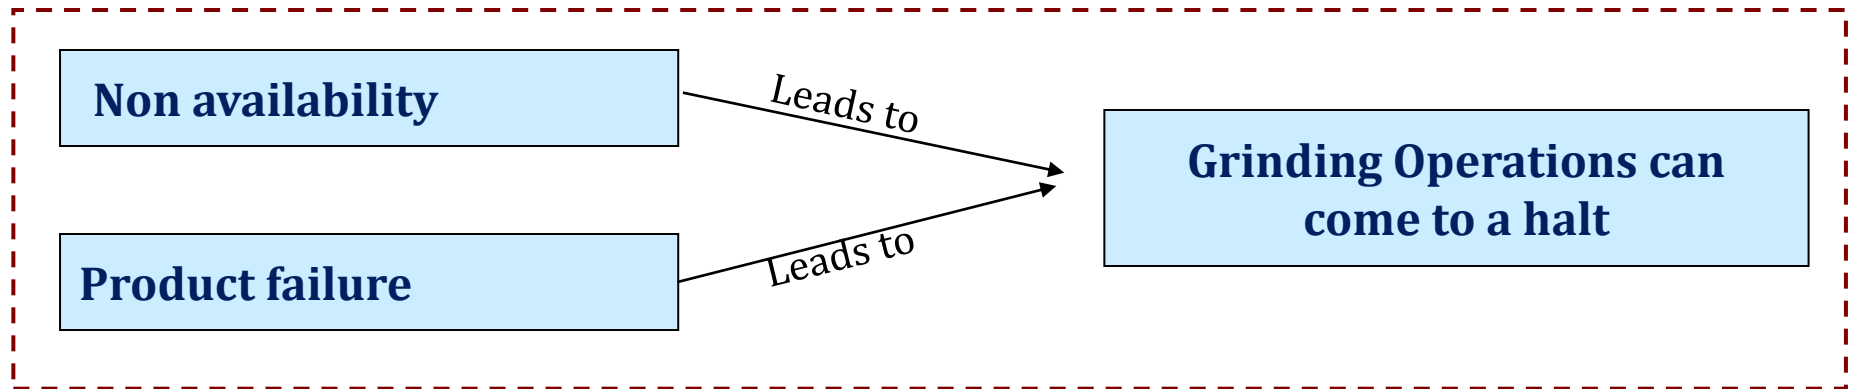 Non availability
Leads to
Grinding Operations can
come to a halt
Product failure
Leads to